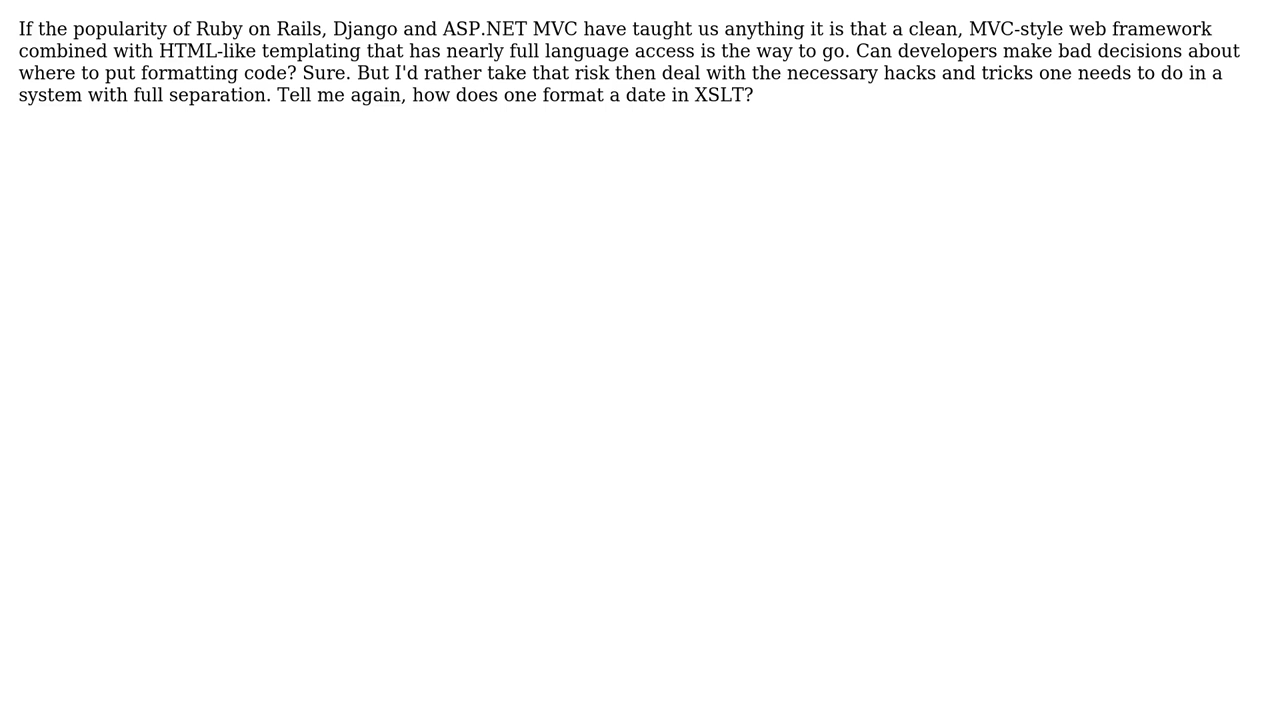 If the popularity of Ruby on Rails, Django and ASP.NET MVC have taught us anything it is that a clean, MVC-style web framework
combined with HTML-like templating that has nearly full language access is the way to go. Can developers make bad decisions about
where to put formatting code? Sure. But I'd rather take that risk then deal with the necessary hacks and tricks one needs to do in a
system with full separation. Tell me again, how does one format a date in XSLT?